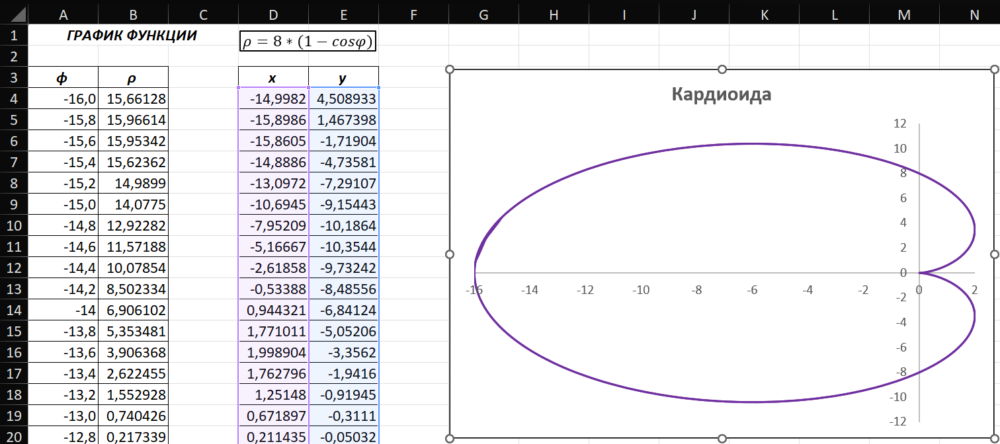 A B C D E F G H I J K L M N
1 ГРАФИК ФУНКЦИИ ρ = 8 ∗ (1 − cosφ)
2
3 ф ρ x y
4 -16,0 15,66128 -14,9982 4,508933
5 -15,8 15,96614 -15,8986 1,467398
6 -15,6 15,95342 -15,8605 -1,71904
7 -15,4 15,62362 -14,8886 -4,73581
8 -15,2 14,9899 -13,0972 -7,29107
9 -15,0 14,0775 -10,6945 -9,15443
10 -14,8 12,92282 -7,95209 -10,1864
11 -14,6 11,57188 -5,16667 -10,3544
12 -14,4 10,07854 -2,61858 -9,73242
13 -14,2 8,502334 -0,53388 -8,48556
14 -14 6,906102 0,944321 -6,84124
15 -13,8 5,353481 1,771011 -5,05206
16 -13,6 3,906368 1,998904 -3,3562
17 -13,4 2,622455 1,762796 -1,9416
18 -13,2 1,552928 1,25148 -0,91945
19 -13,0 0,740426 0,671897 -0,3111
20 -12,8 0,217339 0,211435 -0,05032
Кардиоида
12
10
8
6
4
2
0
-16 -14 -12 -10 -8 -6 -4 -2 0 2
-2
-4
-6
-8
-10
-12